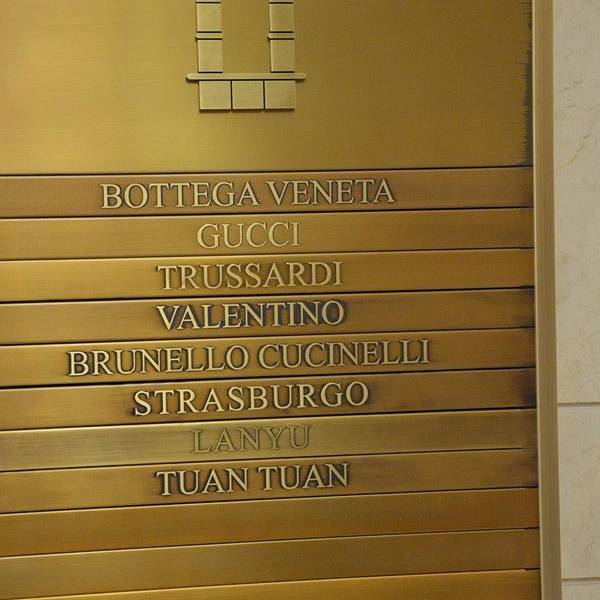 BOTTEGA VENETA
GUCCI
TRUSSARDI
VALENTINO
BRUNELLO CUCINELLI
STRASBURGO
LANYU
TUAN TUAN